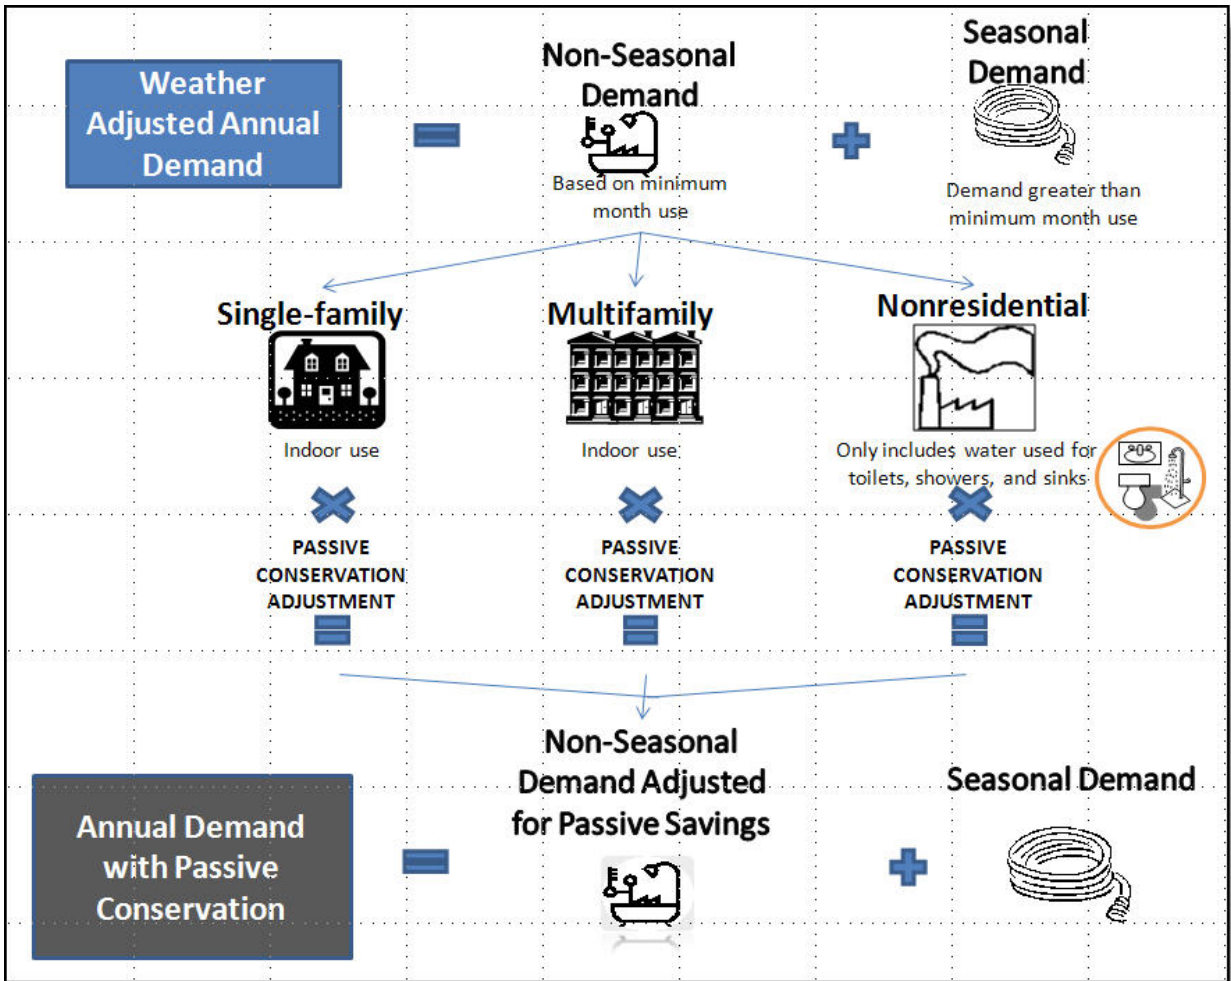 Weather
Adjusted Annual
Demand
Non-Seasonal
Demand
Based on minimum
month use
Seasonal
Demand
Demand greater than
minimum month use
Single-family
Indoor use
Multifamily
Indoor use
Nonresidential
Only includes water used for
toilets, showers, and sinks
PASSIVE
CONSERVATION
ADJUSTMENT
PASSIVE
CONSERVATION
ADJUSTMENT
PASSIVE
CONSERVATION
ADJUSTMENT
Annual Demand
with Passive
Conservation
Non-Seasonal
Demand Adjusted
for Passive Savings
Seasonal Demand